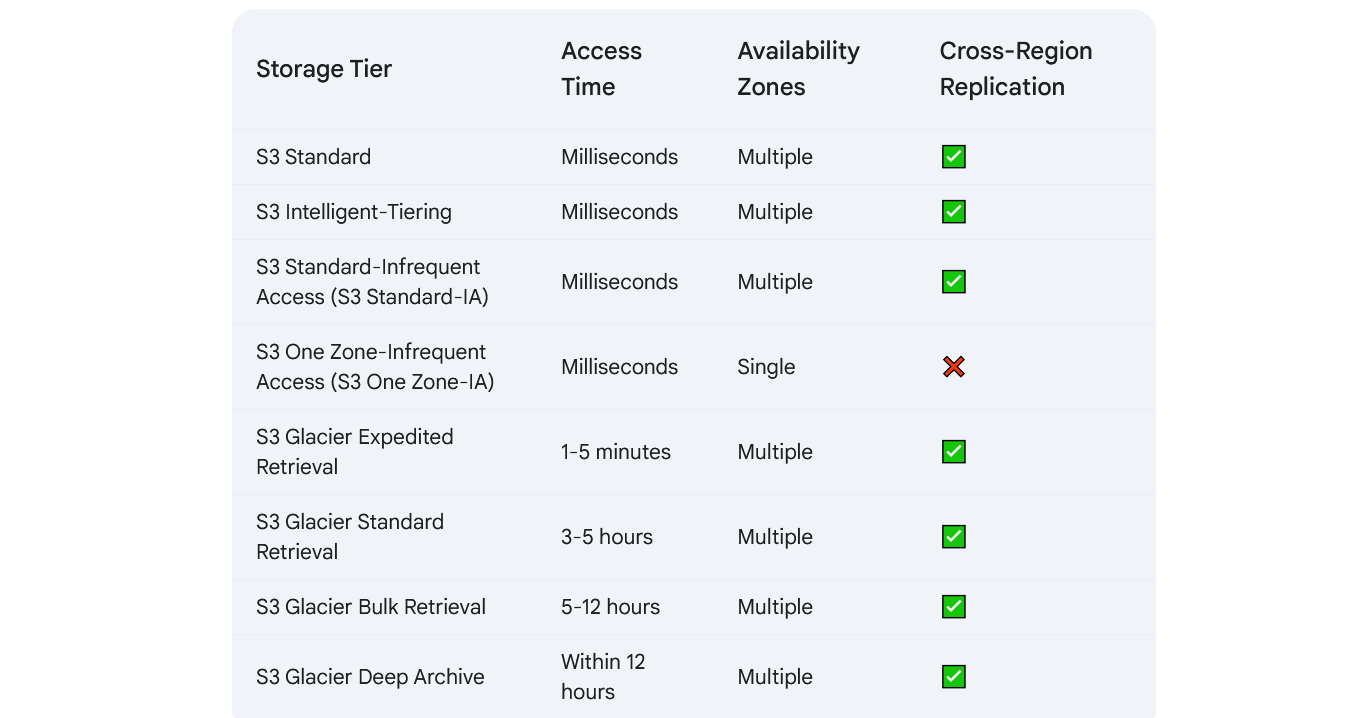 Storage Tier
Access
Time
Availability
Zones
Cross-Region
Replication
S3 Standard
Milliseconds
Multiple
✅
S3 Intelligent-Tiering
Milliseconds
Multiple
✅
S3 Standard-Infrequent
Access (S3 Standard-IA)
Milliseconds
Multiple
✅
S3 One Zone-Infrequent
Access (S3 One Zone-IA)
Milliseconds
Single
❌
S3 Glacier Expedited
Retrieval
1-5 minutes
Multiple
✅
S3 Glacier Standard
Retrieval
3-5 hours
Multiple
✅
S3 Glacier Bulk Retrieval
5-12 hours
Multiple
✅
S3 Glacier Deep Archive
Within 12
hours
Multiple
✅